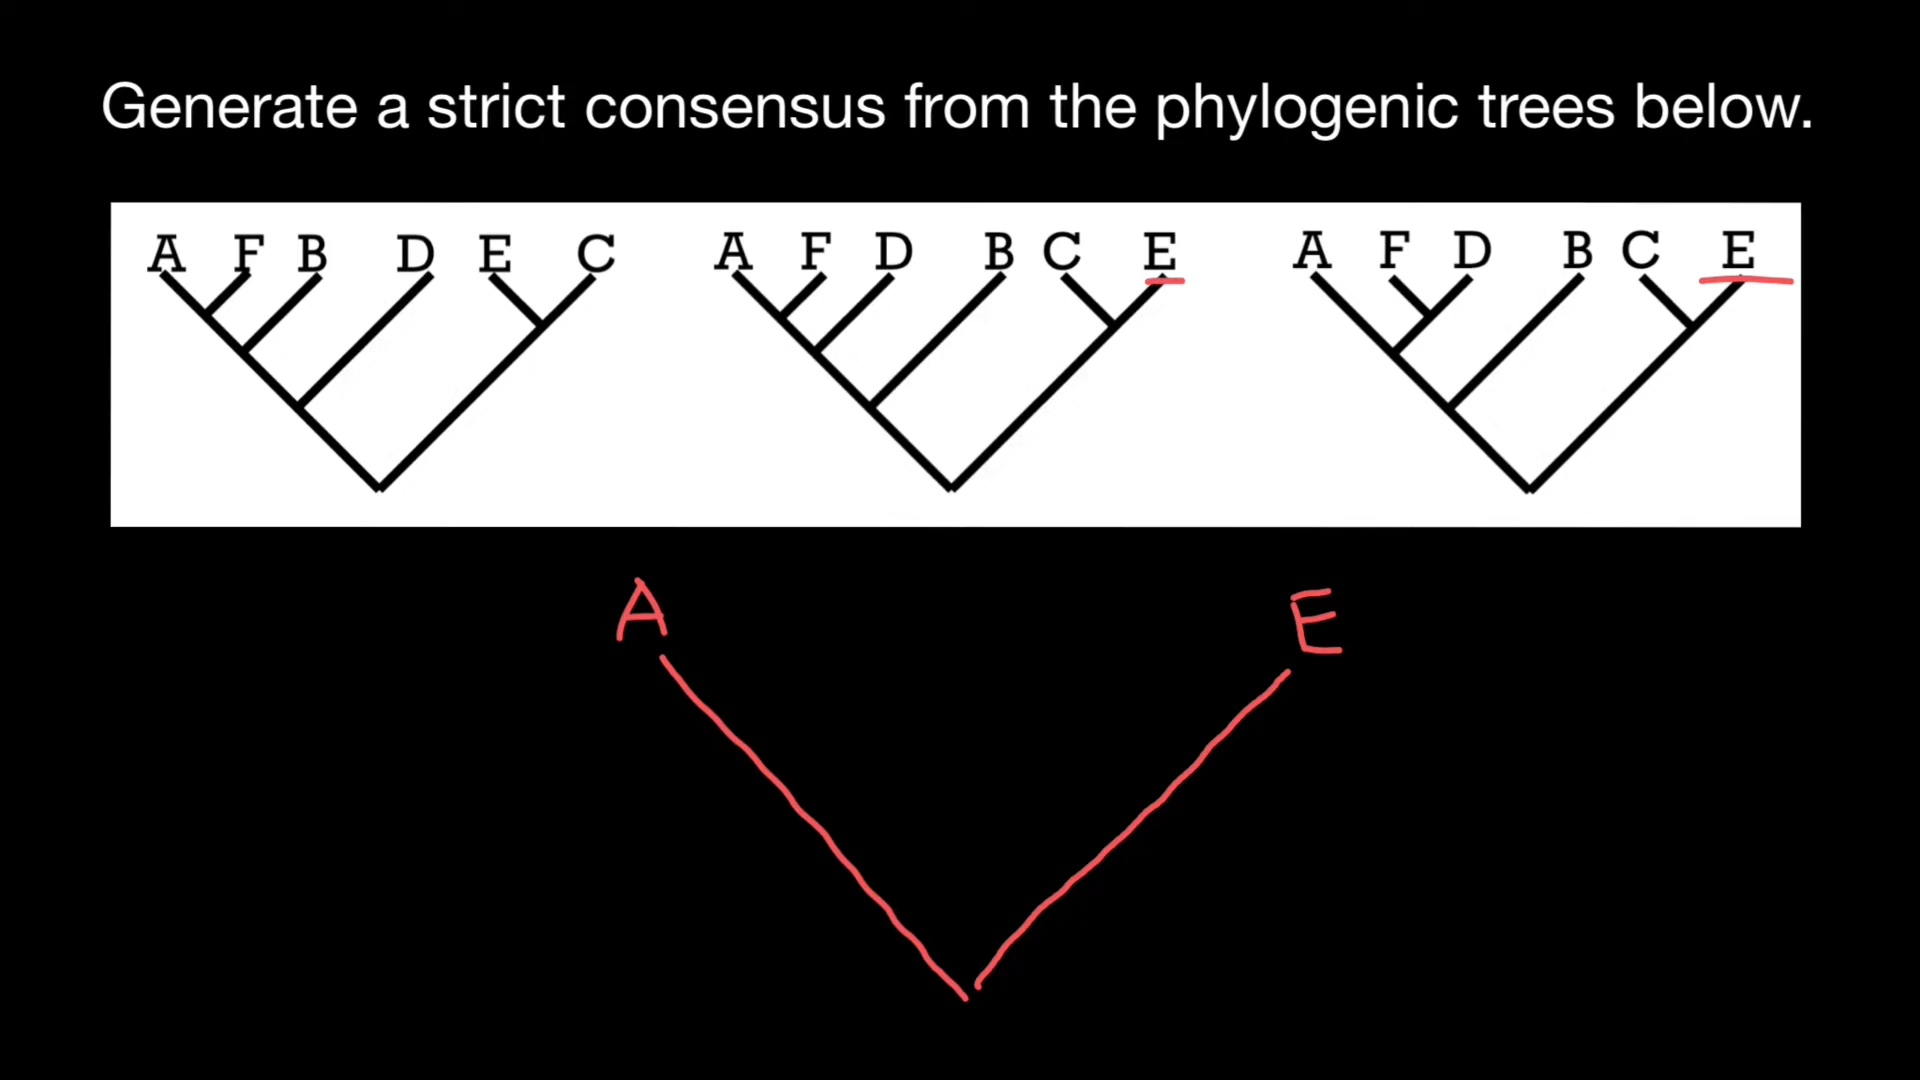 Generate a strict consensus from the phylogenic trees below.
A F B D E C A F D B C E A F D B C E
A E